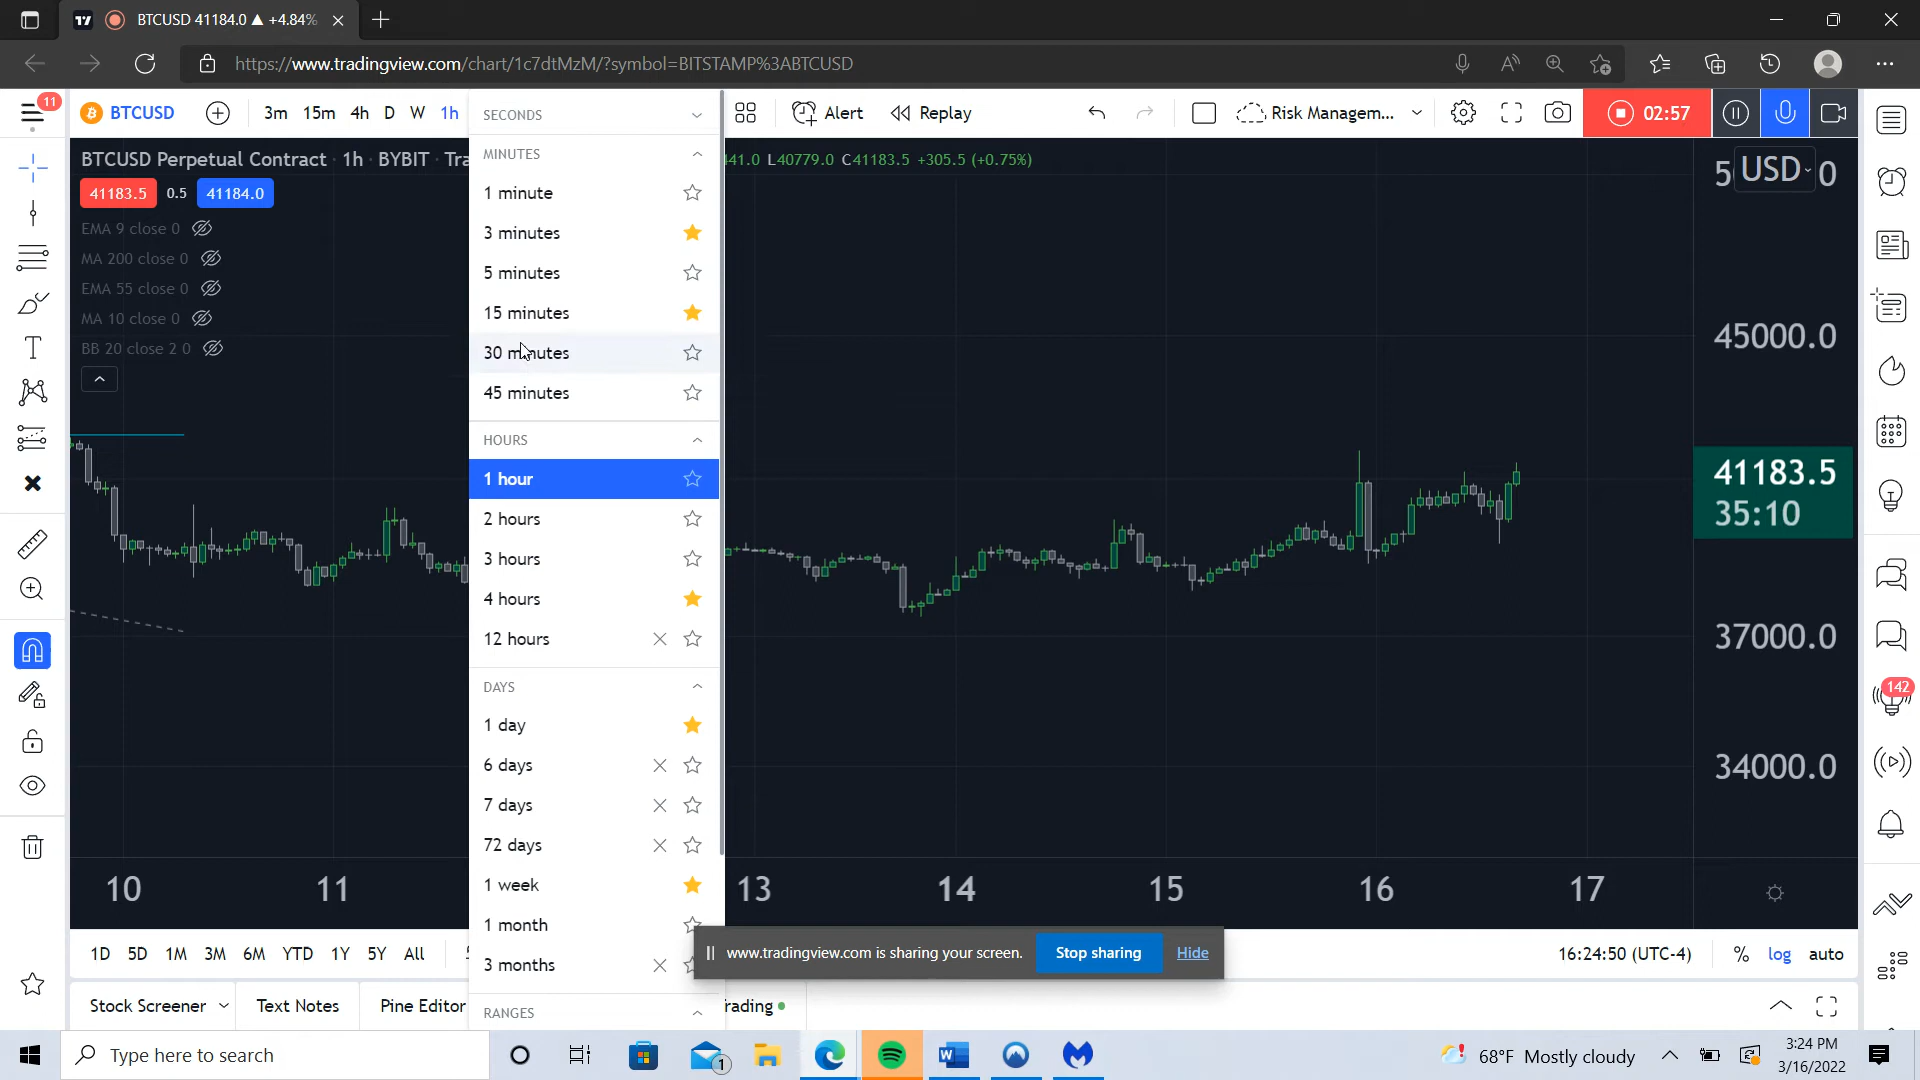 BTCUSD 41184.0 ▲ +4.84%
https://www.tradingview.com/chart/1c7dtMzM/?symbol=BITSTAMP%3ABTCUSD
11
BTCUSD
3m 15m 4h D W 1h
Alert
Replay
Risk Managem...
02:57
BTCUSD Perpetual Contract · 1h · BYBIT
L40779.0 C41183.5 +305.5 (+0.75%)
USD
41183.5 0.5 41184.0
EMA 9 close 0
MA 200 close 0
EMA 55 close 0
MA 10 close 0
BB 20 close 2 0
SECONDS
MINUTES
1 minute
3 minutes
5 minutes
15 minutes
30 minutes
45 minutes
HOURS
1 hour
2 hours
3 hours
4 hours
12 hours
DAYS
1 day
6 days
7 days
72 days
1 week
1 month
3 months
RANGES
45000.0
41183.5
35:10
37000.0
34000.0
142
10 11 13 14 15 16 17
1D 5D 1M 3M 6M YTD 1Y 5Y All
www.tradingview.com is sharing your screen.
Stop sharing
Hide
16:24:50 (UTC-4)
% log auto
Stock Screener
Text Notes
Pine Editor
Type here to search
1
68°F Mostly cloudy
3:24 PM
3/16/2022